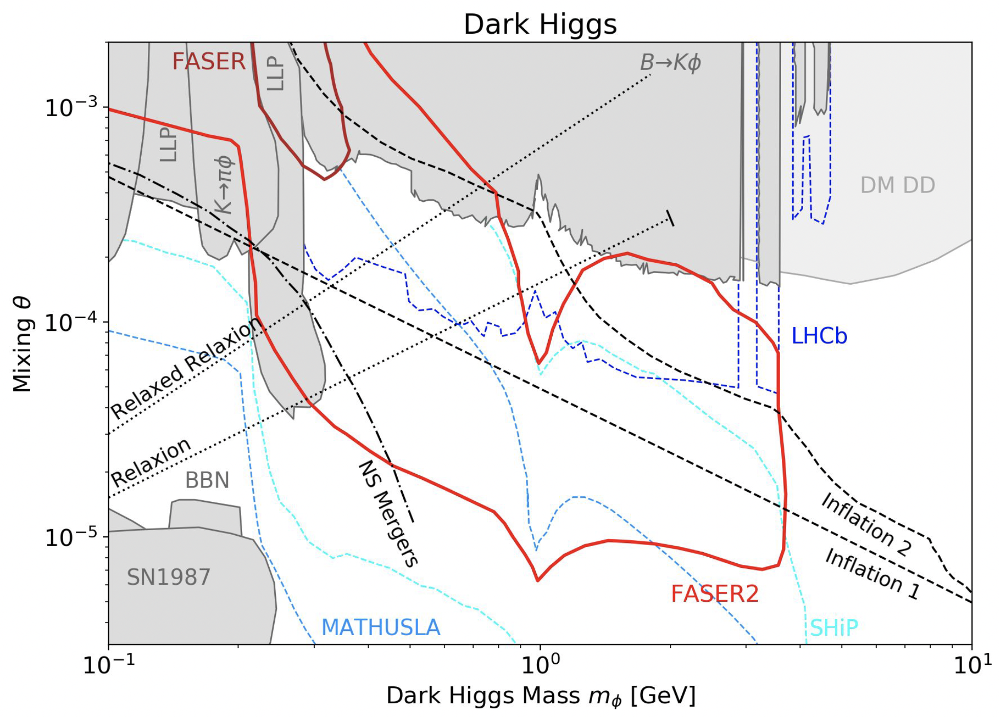 Dark Higgs
FASER
LLP
B→Kϕ
10⁻³
LLP
K→πϕ
DM DD
10⁻⁴
LHCb
Mixing θ
Relaxed Relaxion
Relaxion
BBN
NS Mergers
Inflation 2
10⁻⁵
Inflation 1
SN1987
FASER2
MATHUSLA
SHiP
10⁻¹
10⁰
10¹
Dark Higgs Mass m_ϕ [GeV]